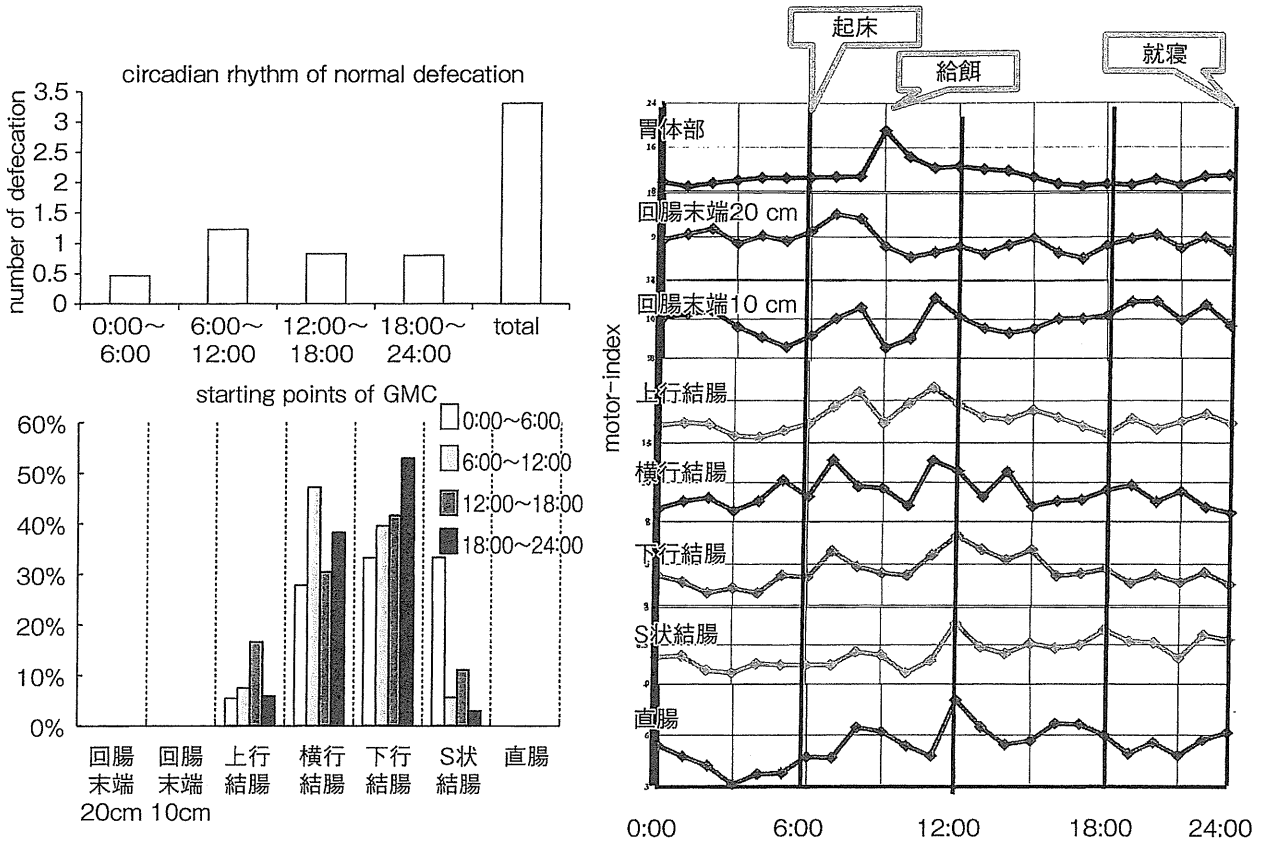 circadian rhythm of normal defecation
number of defecation
3.5
3
2.5
2
1.5
1
0.5
0
0:00～
6:00
6:00～
12:00
12:00～
18:00
18:00～
24:00
total
starting points of GMC
0:00～6:00
6:00～12:00
12:00～18:00
18:00～24:00
60%
50%
40%
30%
20%
10%
0%
回腸
末端
20cm
回腸
末端
10cm
上行
結腸
横行
結腸
下行
結腸
S状
結腸
直腸
起床
給餌
就寝
motor-index
24
胃体部
16
回腸末端20 cm
9
回腸末端10 cm
上行結腸
横行結腸
下行結腸
S状結腸
直腸
6
3
0:00
6:00
12:00
18:00
24:00